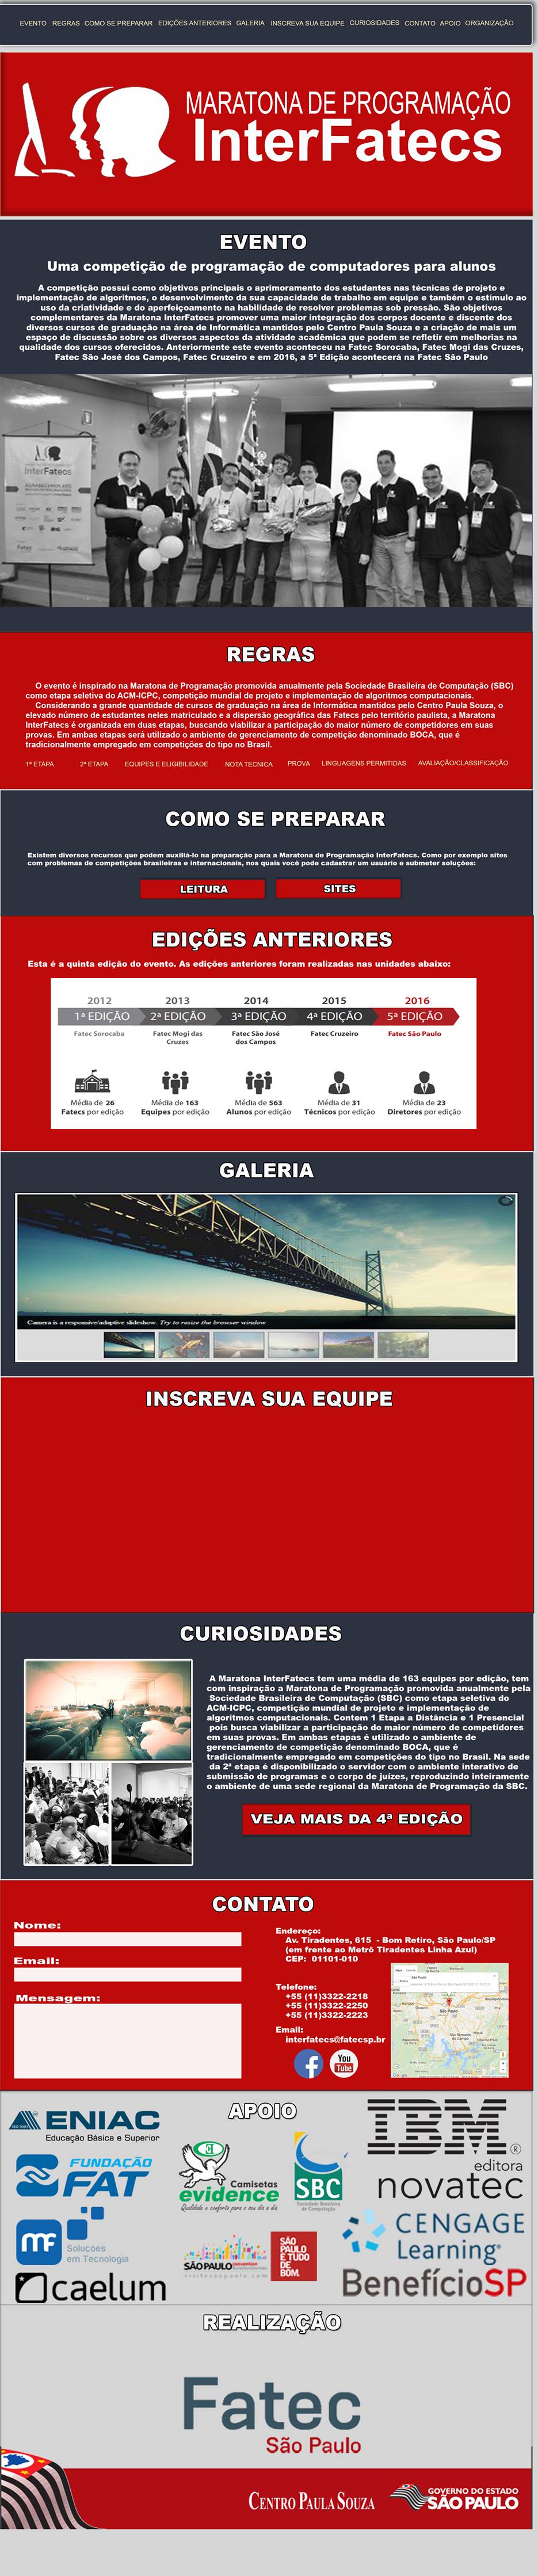 EVENTO REGRAS COMO SE PREPARAR EDIÇÕES ANTERIORES GALERIA INSCREVA SUA EQUIPE CURIOSIDADES CONTATO APOIO ORGANIZAÇÃO
MARATONA DE PROGRAMAÇÃO
InterFatecs
EVENTO
Uma competição de programação de computadores para alunos
A competição possui como objetivos principais o aprimoramento dos estudantes nas técnicas de projeto e
implementação de algoritmos, o desenvolvimento da sua capacidade de trabalho em equipe e também o estimulo ao
uso da criatividade e do aperfeiçoamento na habilidade de resolver problemas sob pressão. São objetivos
complementares da Maratona InterFatecs promover uma maior integração dos corpos docente e discente dos
diversos cursos de graduação na área de Informática mantidos pelo Centro Paula Souza e a criação de mais um
espaço de discussão sobre os diversos aspectos da atividade acadêmica que podem se refletir em melhorias na
qualidade dos cursos oferecidos. Anteriormente este evento aconteceu na Fatec Sorocaba, Fatec Mogi das Cruzes,
Fatec São José dos Campos, Fatec Cruzeiro e em 2016, a 5ª Edição acontecerá na Fatec São Paulo
InterFatecs
REGRAS
O evento é inspirado na Maratona de Programação promovida anualmente pela Sociedade Brasileira de Computação (SBC)
como etapa seletiva do ACM-ICPC, competição mundial de projeto e implementação de algoritmos computacionais.
Considerando a grande quantidade de cursos de graduação na área de Informática mantidos pelo Centro Paula Souza, o
elevado número de estudantes neles matriculado e a dispersão geográfica das Fatecs pelo território paulista, a Maratona
InterFatecs é organizada em duas etapas, buscando viabilizar a participação do maior número de competidores em suas
provas. Em ambas etapas será utilizado o ambiente de gerenciamento de competição denominado BOCA, que é
tradicionalmente empregado em competições do tipo no Brasil.
1ª ETAPA 2ª ETAPA EQUIPES E ELIGIBILIDADE NOTA TECNICA PROVA LINGUAGENS PERMITIDAS AVALIAÇÃO/CLASSIFICAÇÃO
COMO SE PREPARAR
Existem diversos recursos que podem auxiliá-lo na preparação para a Maratona de Programação InterFatecs. Como por exemplo sites
com problemas de competições brasileiras e internacionais, nos quais você pode cadastrar um usuário e submeter soluções:
LEITURA SITES
EDIÇÕES ANTERIORES
Esta é a quinta edição do evento. As edições anteriores foram realizadas nas unidades abaixo:
2012 2013 2014 2015 2016
1ª EDIÇÃO 2ª EDIÇÃO 3ª EDIÇÃO 4ª EDIÇÃO 5ª EDIÇÃO
Fatec Sorocaba Fatec Mogi das Fatec São José Fatec Cruzeiro Fatec São Paulo
Cruzes dos Campos
Média de 26 Média de 163 Média de 563 Média de 31 Média de 23
Fatecs por edição Equipes por edição Alunos por edição Técnicos por edição Diretores por edição
GALERIA
Camera is a responsive/adaptive slideshow. Try to resize the browser window
INSCREVA SUA EQUIPE
CURIOSIDADES
A Maratona InterFatecs tem uma média de 163 equipes por edição, tem
com inspiração a Maratona de Programação promovida anualmente pela
Sociedade Brasileira de Computação (SBC) como etapa seletiva do
ACM-ICPC, competição mundial de projeto e implementação de
algoritmos computacionais. Contem 1 Etapa a Distância e 1 Presencial
pois busca viabilizar a participação do maior número de competidores
em suas provas. Em ambas etapas é utilizado o ambiente de
gerenciamento de competição denominado BOCA, que é
tradicionalmente empregado em competições do tipo no Brasil. Na sede
da 2ª etapa é disponibilizado o servidor com o ambiente interativo de
submissão de programas e o corpo de juízes, reproduzindo inteiramente
o ambiente de uma sede regional da Maratona de Programação da SBC.
VEJA MAIS DA 4ª EDIÇÃO
CONTATO
Nome:
Email:
Mensagem:
Endereço:
Av. Tiradentes, 615 - Bom Retiro, São Paulo/SP
(em frente ao Metrô Tiradentes Linha Azul)
CEP: 01101-010
Telefone:
+55 (11)3322-2218
+55 (11)3322-2250
+55 (11)3322-2223
Email:
interfatecs@fatecsp.br
You
Tube
São Paulo
APOIO
ENIAC
Educação Básica e Superior
IBM®
FUNDAÇÃO
FAT
Camisetas
evidence
Qualidade e conforto para o seu dia a dia
SBC
Sociedade Brasileira
de Computação
editora
novatec
mf
Soluções
em Tecnologia
CENGAGE
Learning
SÃO PAULO
visitesaopaulo.com
SÃO
PAULO
É TUDO
DE
BOM.
caelum
BenefícioSP
REALIZAÇÃO
Fatec
São Paulo
CENTRO PAULA SOUZA
GOVERNO DO ESTADO
SÃO PAULO